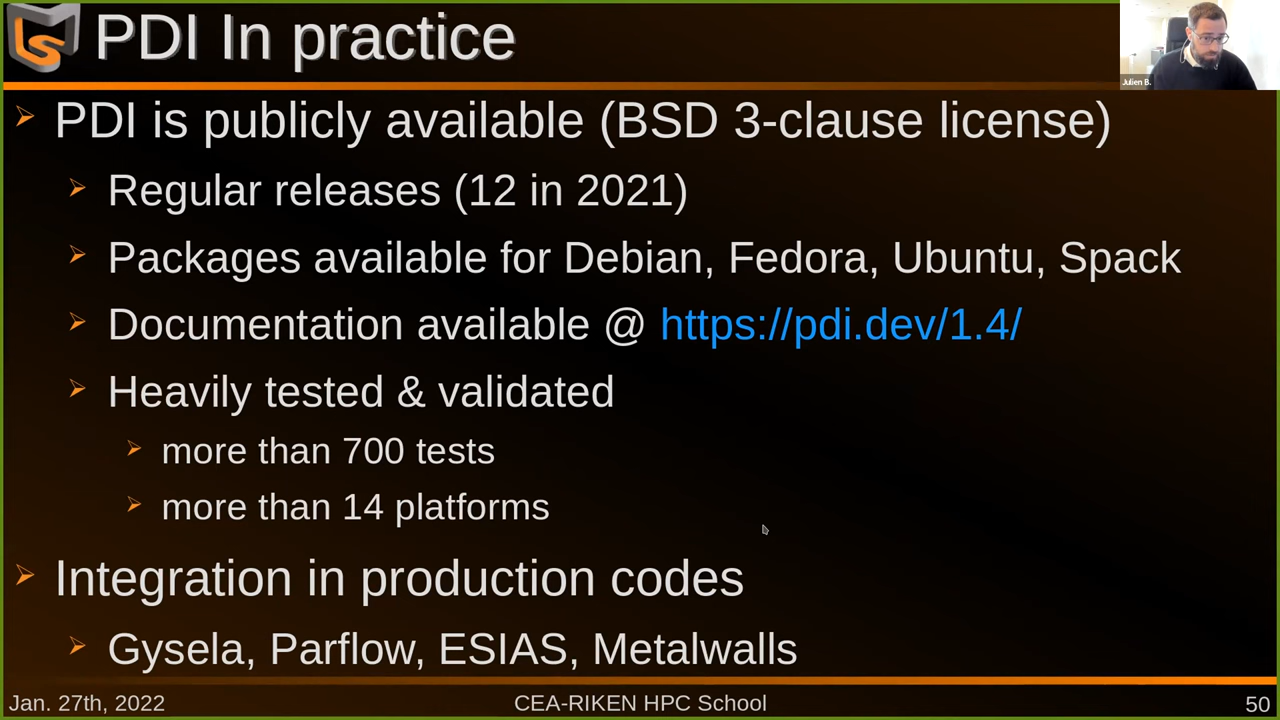 PDI In practice
Julien B.
PDI is publicly available (BSD 3-clause license)
Regular releases (12 in 2021)
Packages available for Debian, Fedora, Ubuntu, Spack
Documentation available @ https://pdi.dev/1.4/
Heavily tested & validated
more than 700 tests
more than 14 platforms
Integration in production codes
Gysela, Parflow, ESIAS, Metalwalls
Jan. 27th, 2022
CEA-RIKEN HPC School
50